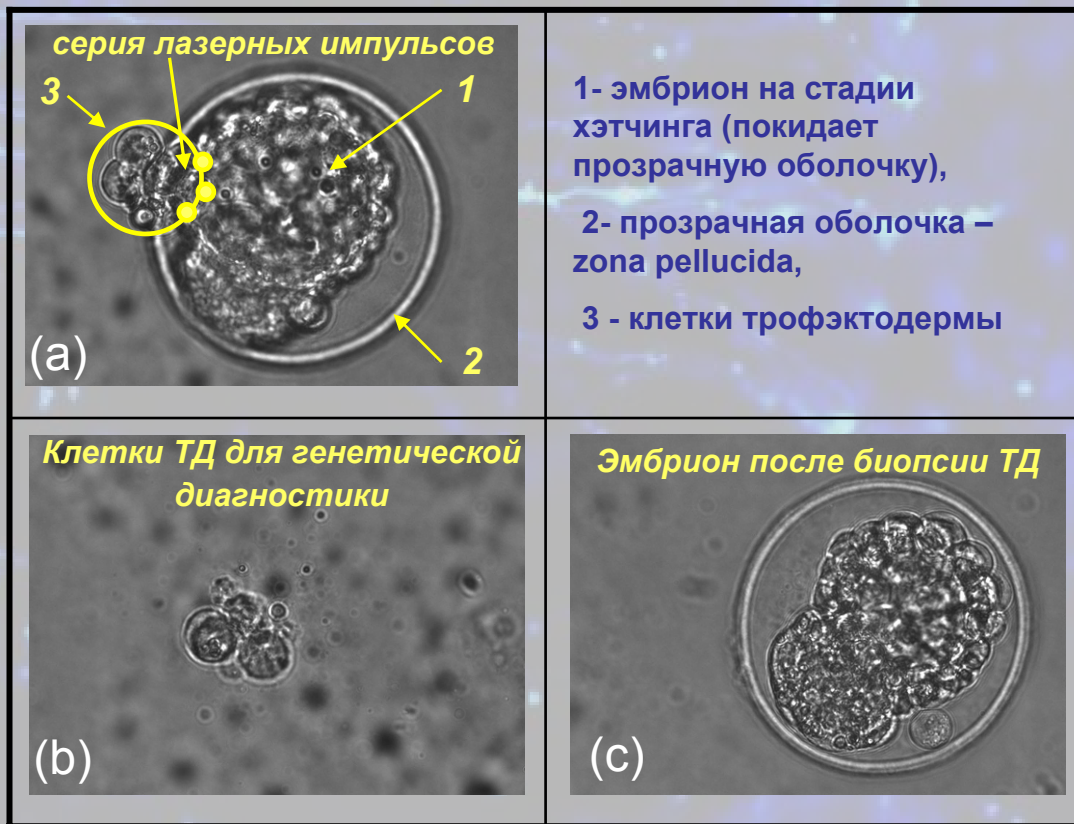 серия лазерных импульсов
3
1
2
(a)
1- эмбрион на стадии
хэтчинга (покидает
прозрачную оболочку),
2- прозрачная оболочка –
zona pellucida,
3 - клетки трофэктодермы
Клетки ТД для генетической
диагностики
(b)
Эмбрион после биопсии ТД
(c)